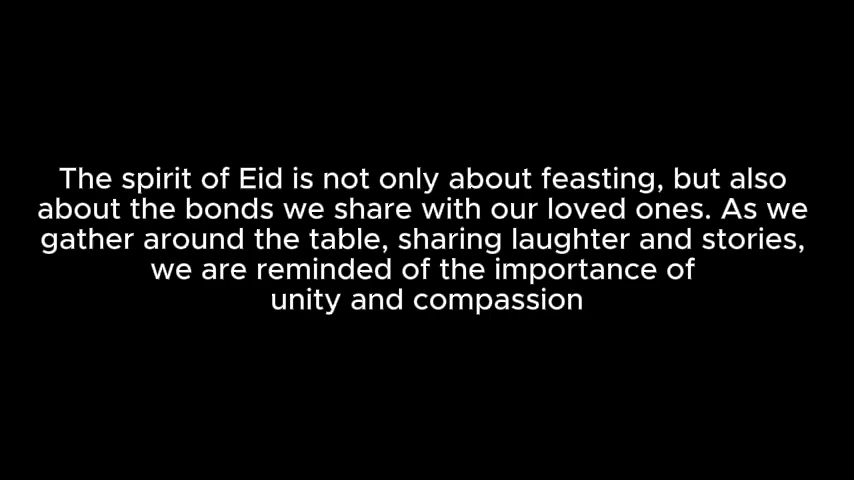 The spirit of Eid is not only about feasting, but also
about the bonds we share with our loved ones. As we
gather around the table, sharing laughter and stories,
we are reminded of the importance of
unity and compassion